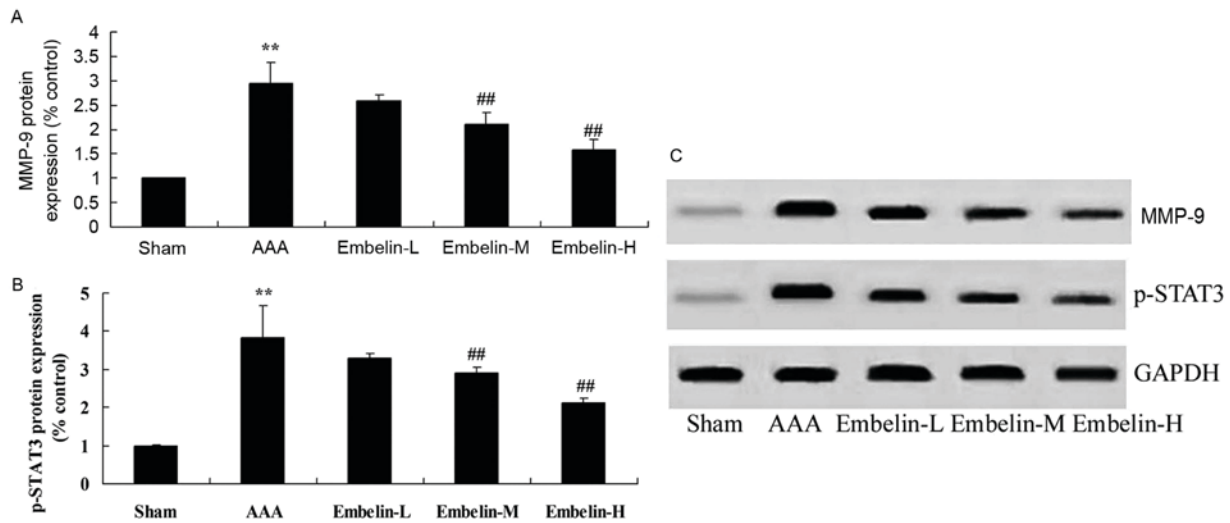 A
MMP-9 protein
expression (% control)
4
3.5
3
2.5
2
1.5
1
0.5
0
**
##
##
Sham AAA Embelin-L Embelin-M Embelin-H
B
p-STAT3 protein expression
(% control)
5
4
3
2
1
0
**
##
##
Sham AAA Embelin-L Embelin-M Embelin-H
C
MMP-9
p-STAT3
GAPDH
Sham AAA Embelin-L Embelin-M Embelin-H